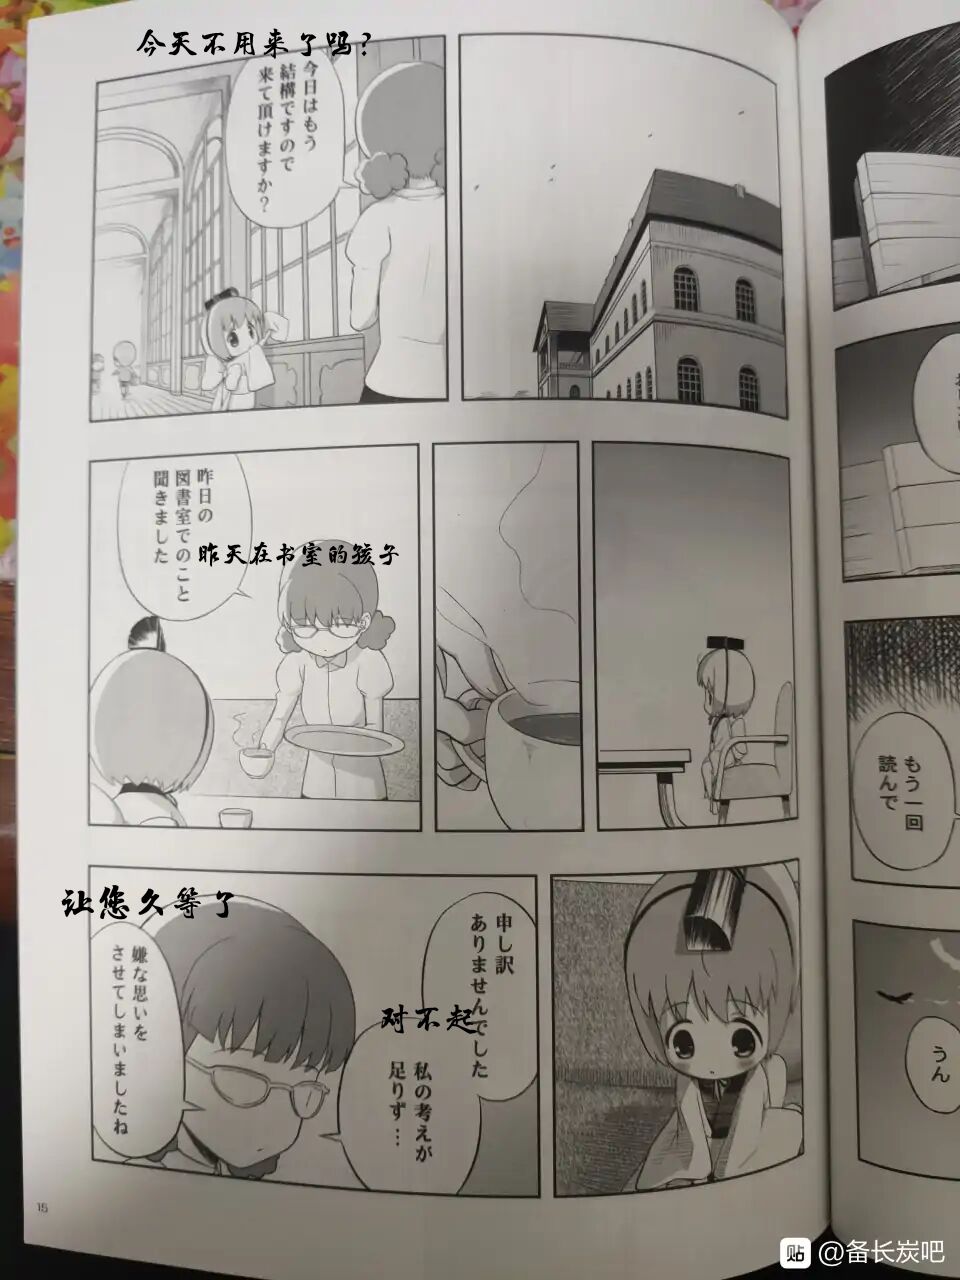 今天不用来了吗？
今日はもう
結構ですので
来て頂けますか？
昨日の
図書室でのこと
聞きました
昨天在书室的孩子
让您久等了
申し訳
ありませんでした
对不起
私の考えが
足りず…
嫌な思いを
させてしまいましたね
15
もう一回
読んで
うん
@备长炭吧
贴